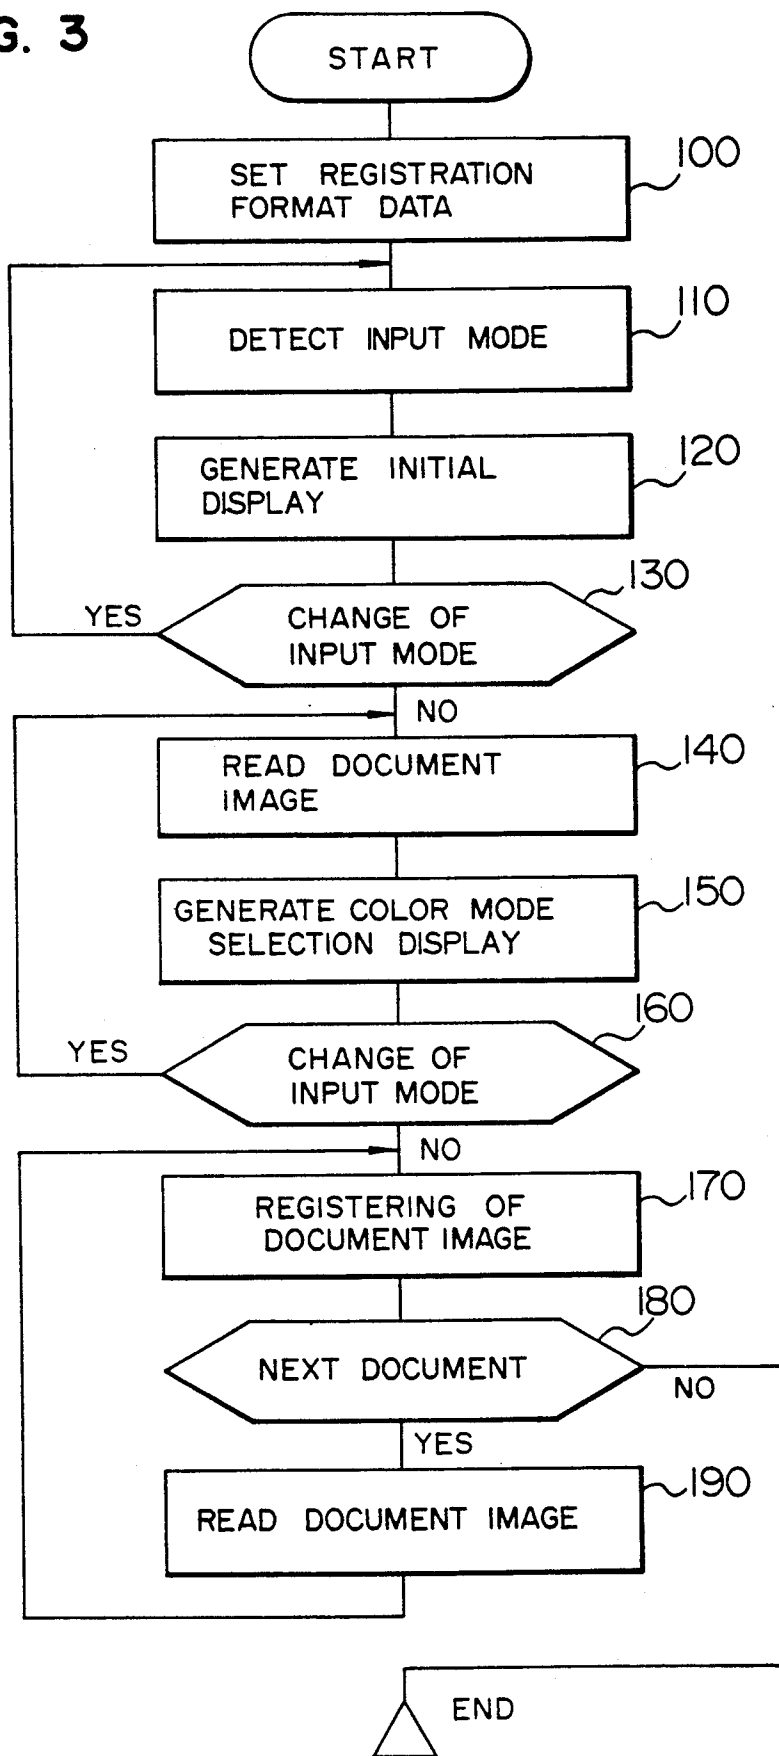 G. 3
START
SET REGISTRATION
FORMAT DATA
100
DETECT INPUT MODE
110
GENERATE INITIAL
DISPLAY
120
130
YES
CHANGE OF
INPUT MODE
NO
READ DOCUMENT
IMAGE
140
GENERATE COLOR MODE
SELECTION DISPLAY
150
160
YES
CHANGE OF
INPUT MODE
NO
REGISTERING OF
DOCUMENT IMAGE
170
180
NEXT DOCUMENT
NO
YES
READ DOCUMENT IMAGE
190
END